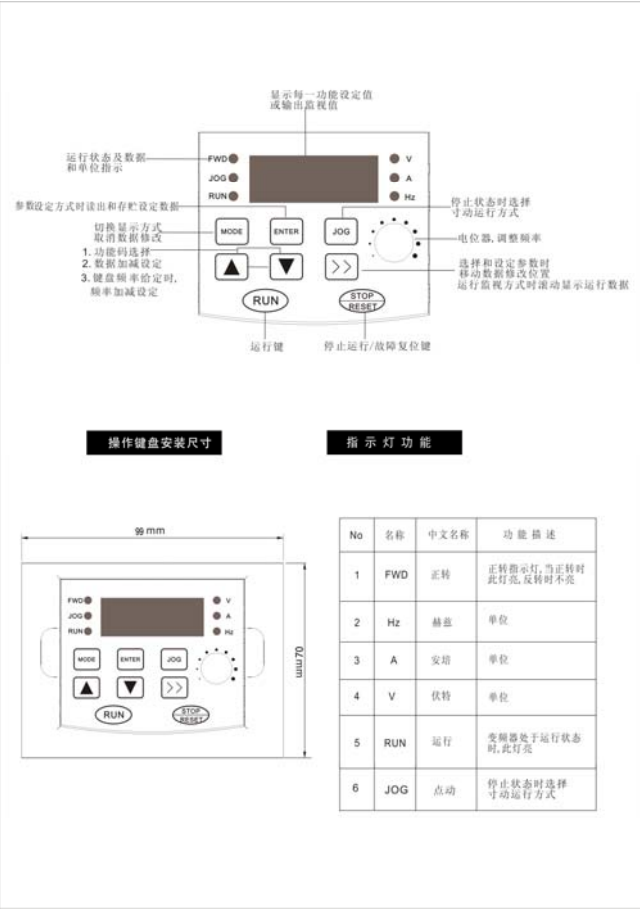 显示每一功能设定值
或输出监视值
运行状态及数据
和单位指示
FWD
V
JOG
A
RUN
Hz
参数设定方式时读出和存贮设定数据
停止状态时选择
寸动运行方式
切换显示方式
取消数据修改
MODE
ENTER
JOG
电位器,调整频率
1.功能码选择
2.数据加减设定
3.键盘频率给定时,
频率加减设定
>>
选择和设定参数时
移动数据修改位置
运行监视方式时滚动显示运行数据
RUN
STOP
RESET
运行键
停止运行/故障复位键
操作键盘安装尺寸
指示灯功能
99 mm
70mm
FWD
V
JOG
A
RUN
Hz
MODE
ENTER
JOG
>>
RUN
STOP
RESET
No 名称 中文名称 功能描述
1 FWD 正转 正转指示灯,当正转时
此灯亮,反转时不亮
2 Hz 赫兹 单位
3 A 安培 单位
4 V 伏特 单位
5 RUN 运行 变频器处于运行状态
时,此灯亮
6 JOG 点动 停止状态时选择
寸动运行方式